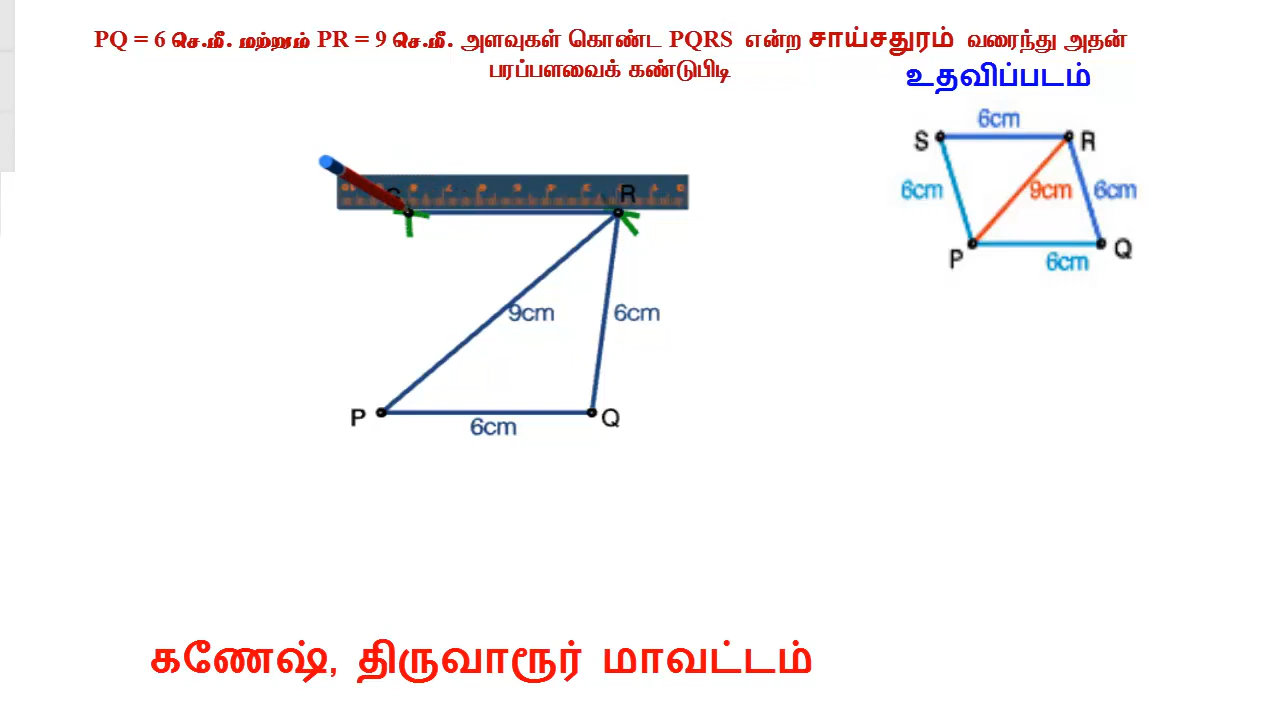 PQ = 6 செ.மீ. மற்றும் PR = 9 செ.மீ. அளவுகள் கொண்ட PQRS என்ற சாய்சதுரம் வரைந்து அதன்
பரப்பளவைக் கண்டுபிடி
உதவிப்படம்
6cm
S
R
6cm
9cm
6cm
P
Q
6cm
R
9cm
6cm
P
Q
6cm
கணேஷ், திருவாரூர் மாவட்டம்